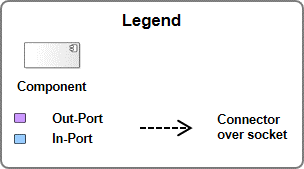 Legend
Component
Out-Port
In-Port
Connector
over socket